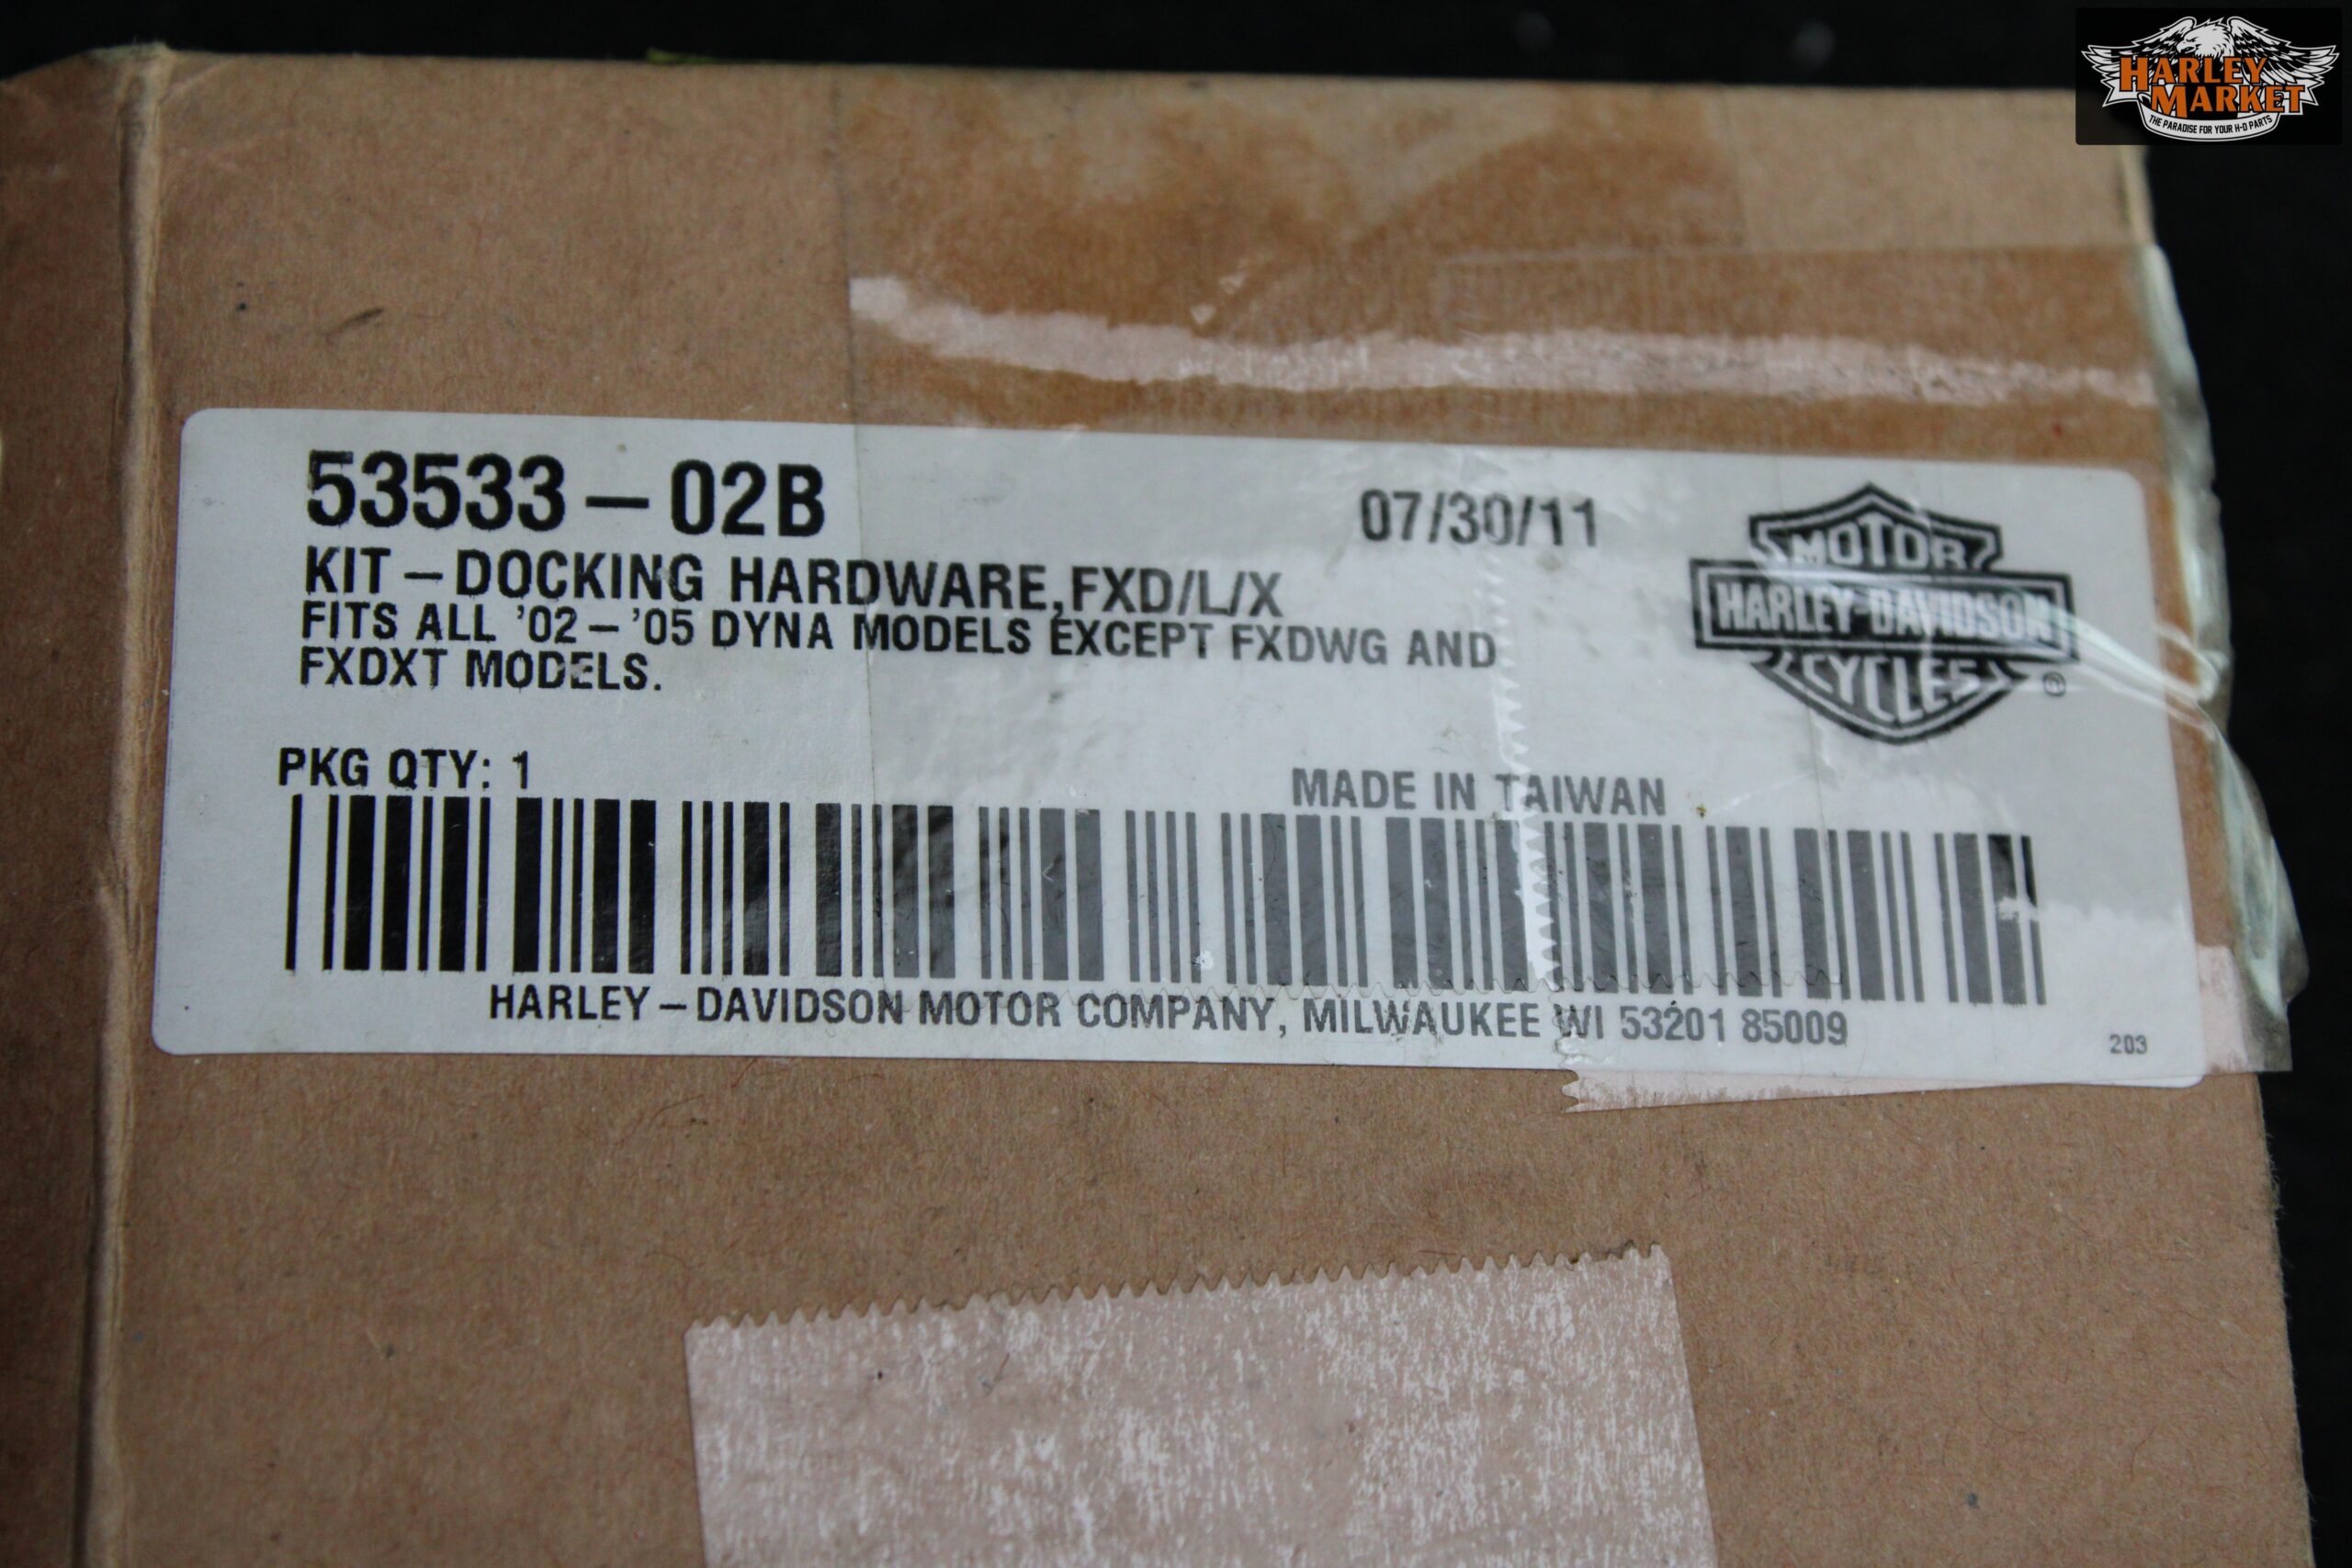 HARLEY
MARKET
THE PARADISE FOR YOUR H-D PARTS
53533-02B
07/30/11
KIT-DOCKING HARDWARE,FXD/L/X
FITS ALL '02-'05 DYNA MODELS EXCEPT FXDWG AND
FXDXT MODELS.
MOTOR
HARLEY-DAVIDSON
CYCLES
®
PKG QTY: 1
MADE IN TAIWAN
HARLEY-DAVIDSON MOTOR COMPANY, MILWAUKEE WI 53201 85009
203